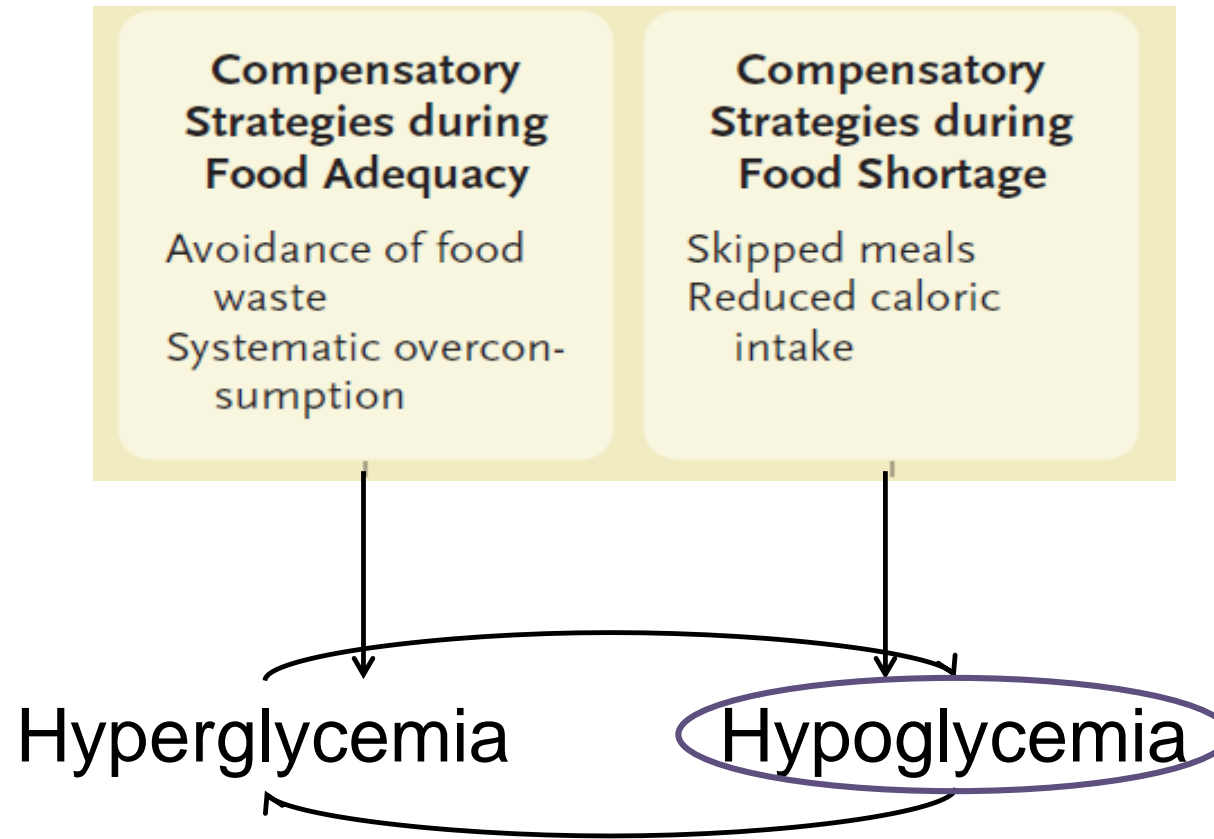 Compensatory
Strategies during
Food Adequacy
Avoidance of food
waste
Systematic overcon-
sumption
Compensatory
Strategies during
Food Shortage
Skipped meals
Reduced caloric
intake
Hyperglycemia
Hypoglycemia